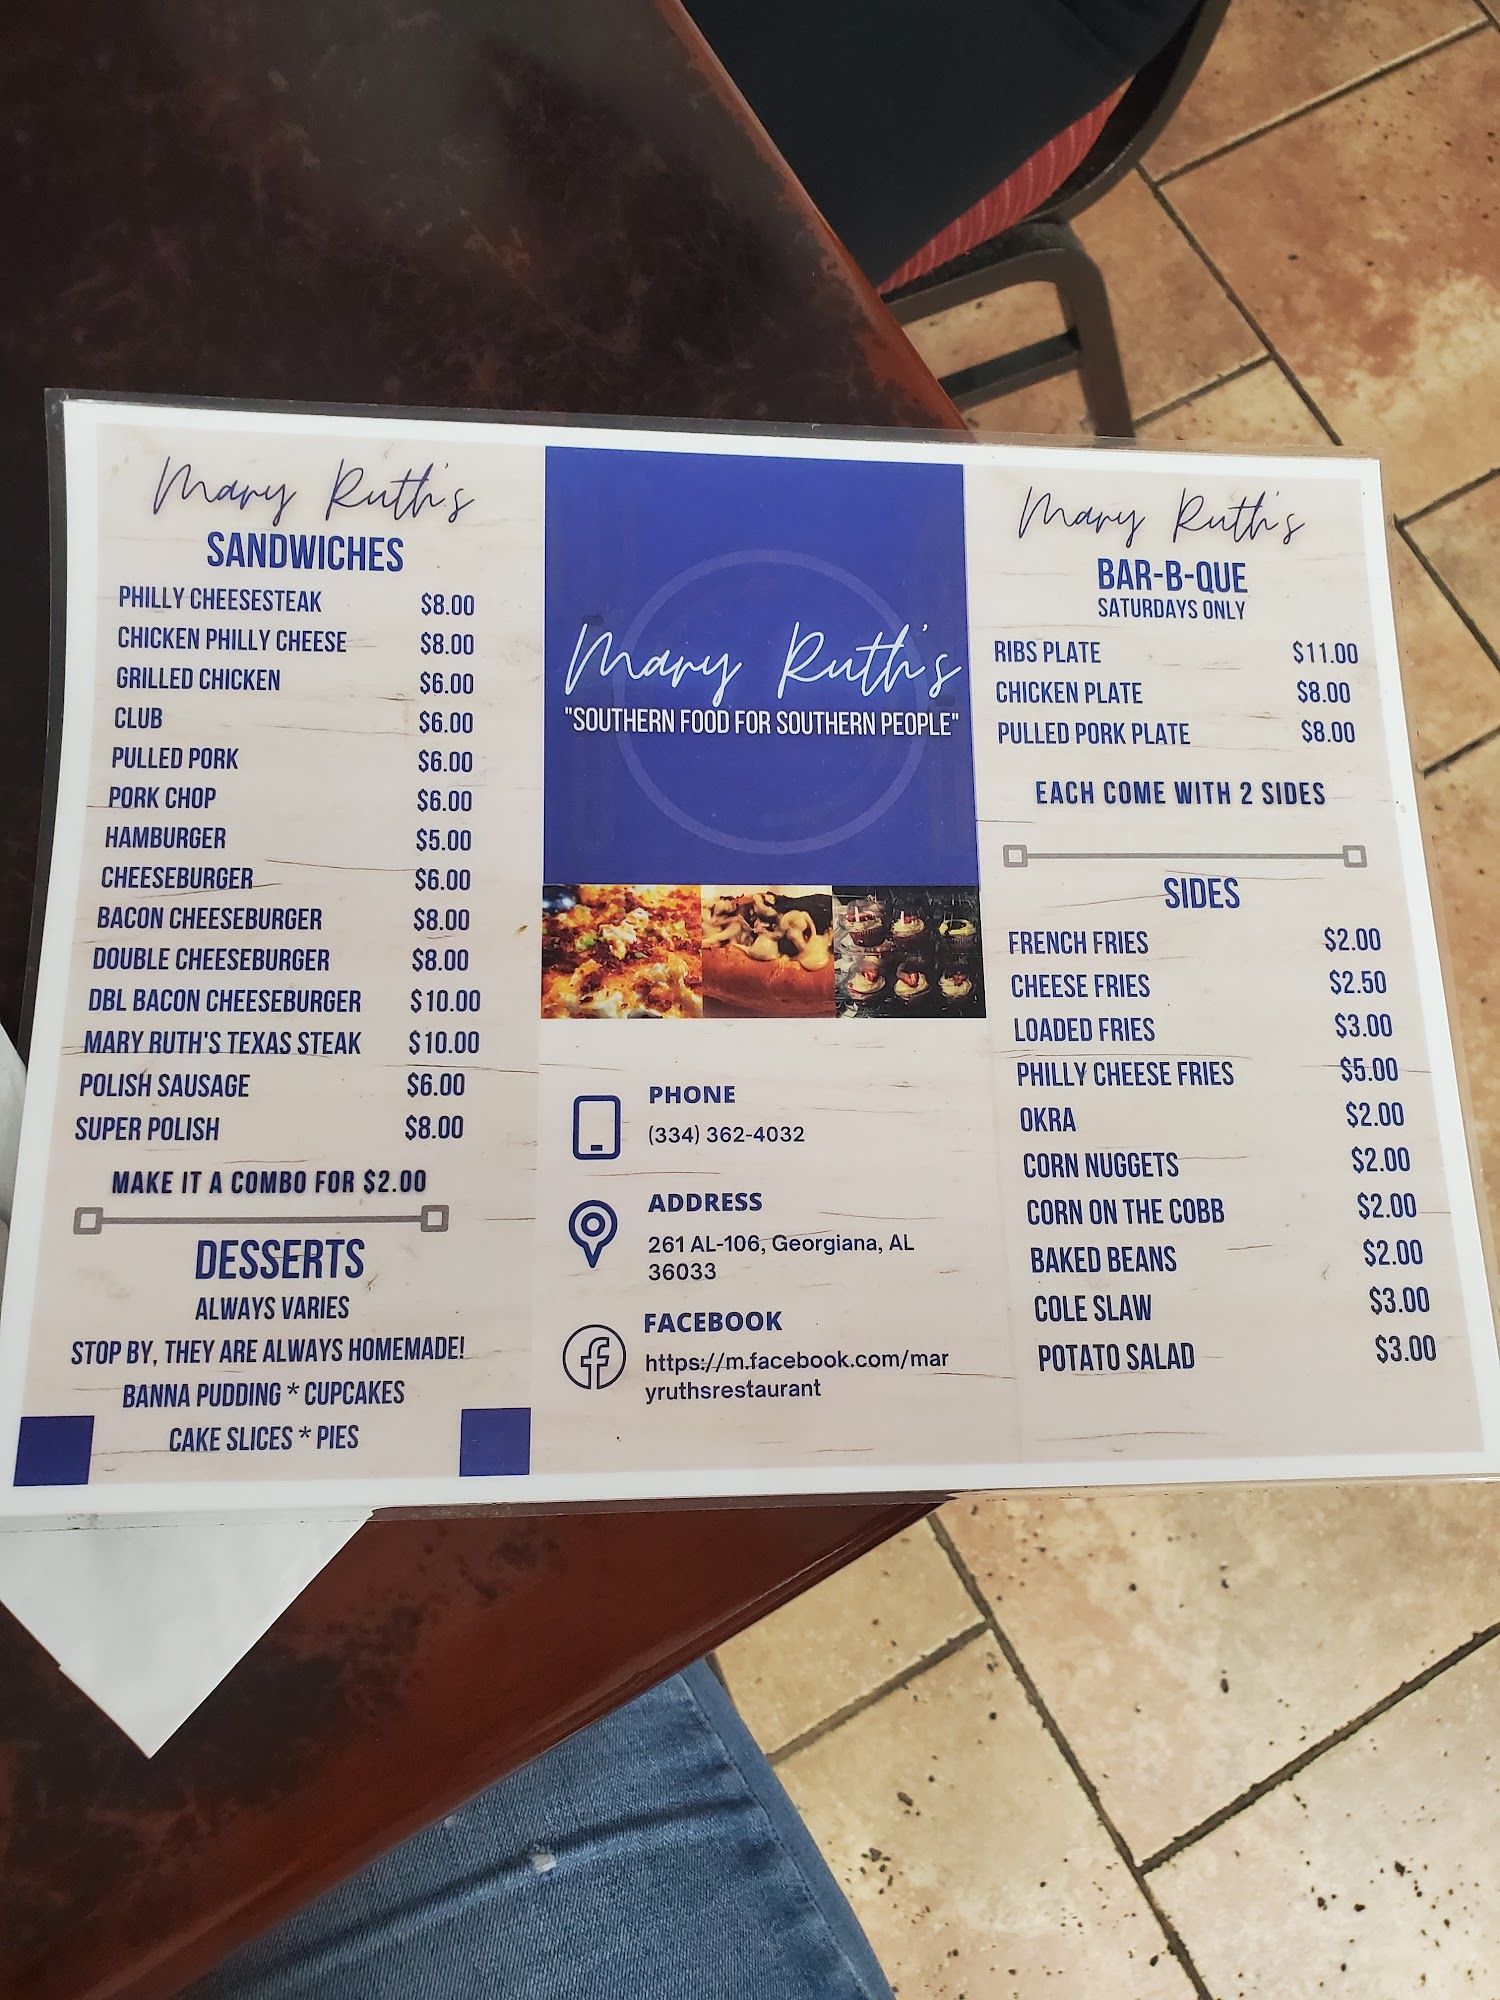 Mary Ruth's
SANDWICHES
PHILLY CHEESESTEAK $8.00
CHICKEN PHILLY CHEESE $8.00
GRILLED CHICKEN $6.00
CLUB $6.00
PULLED PORK $6.00
PORK CHOP $6.00
HAMBURGER $5.00
CHEESEBURGER $6.00
BACON CHEESEBURGER $8.00
DOUBLE CHEESEBURGER $8.00
DBL BACON CHEESEBURGER $10.00
MARY RUTH'S TEXAS STEAK $10.00
POLISH SAUSAGE $6.00
SUPER POLISH $8.00
MAKE IT A COMBO FOR $2.00
DESSERTS
ALWAYS VARIES
STOP BY, THEY ARE ALWAYS HOMEMADE!
BANNA PUDDING * CUPCAKES
CAKE SLICES * PIES
Mary Ruth's
"SOUTHERN FOOD FOR SOUTHERN PEOPLE"
PHONE
(334) 362-4032
ADDRESS
261 AL-106, Georgiana, AL
36033
FACEBOOK
https://m.facebook.com/mar
yruthsrestaurant
Mary Ruth's
BAR-B-QUE
SATURDAYS ONLY
RIBS PLATE $11.00
CHICKEN PLATE $8.00
PULLED PORK PLATE $8.00
EACH COME WITH 2 SIDES
SIDES
FRENCH FRIES $2.00
CHEESE FRIES $2.50
LOADED FRIES $3.00
PHILLY CHEESE FRIES $5.00
OKRA $2.00
CORN NUGGETS $2.00
CORN ON THE COBB $2.00
BAKED BEANS $2.00
COLE SLAW $3.00
POTATO SALAD $3.00